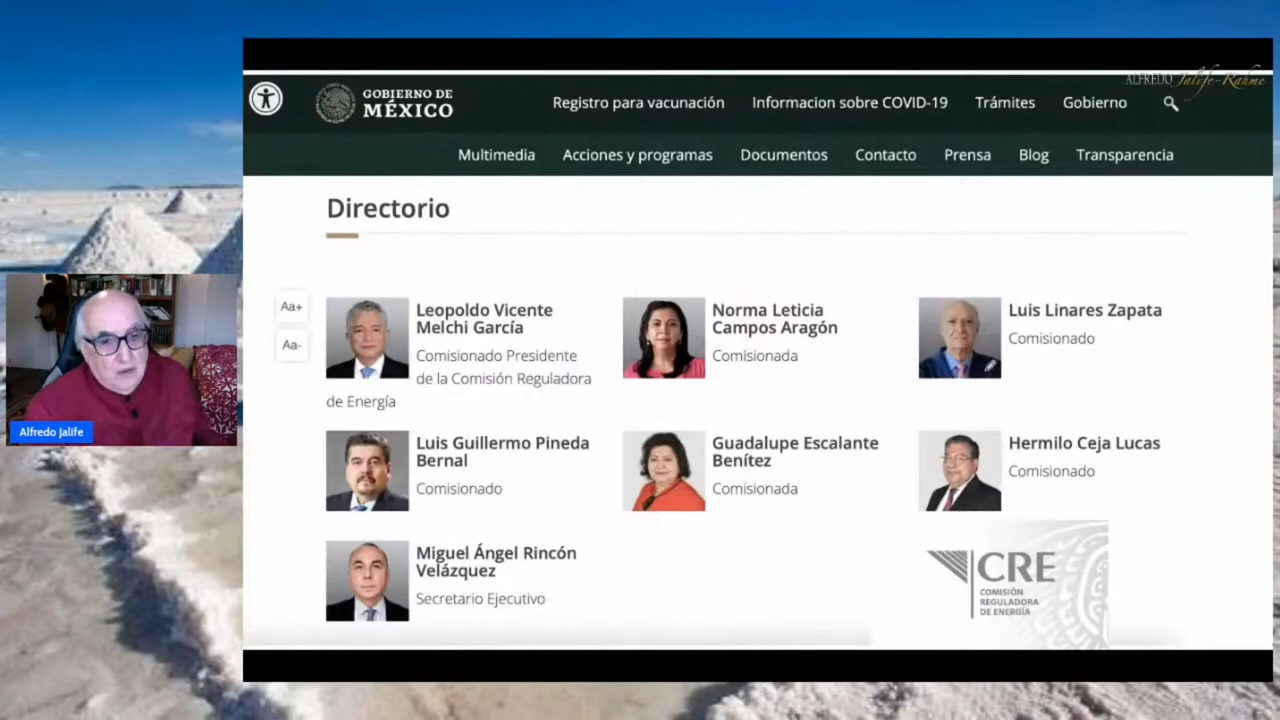 ALFREDO Jalife-Rahme
GOBIERNO DE
MÉXICO
Registro para vacunación
Informacion sobre COVID-19
Trámites
Gobierno
Multimedia
Acciones y programas
Documentos
Contacto
Prensa
Blog
Transparencia
Directorio
Aa+
Aa-
Leopoldo Vicente
Melchi García
Comisionado Presidente
de la Comisión Reguladora
de Energía
Norma Leticia
Campos Aragón
Comisionada
Luis Linares Zapata
Comisionado
Luis Guillermo Pineda
Bernal
Comisionado
Guadalupe Escalante
Benítez
Comisionada
Hermilo Ceja Lucas
Comisionado
Miguel Ángel Rincón
Velázquez
Secretario Ejecutivo
CRE
COMISIÓN
REGULADORA
DE ENERGÍA
Alfredo Jalife